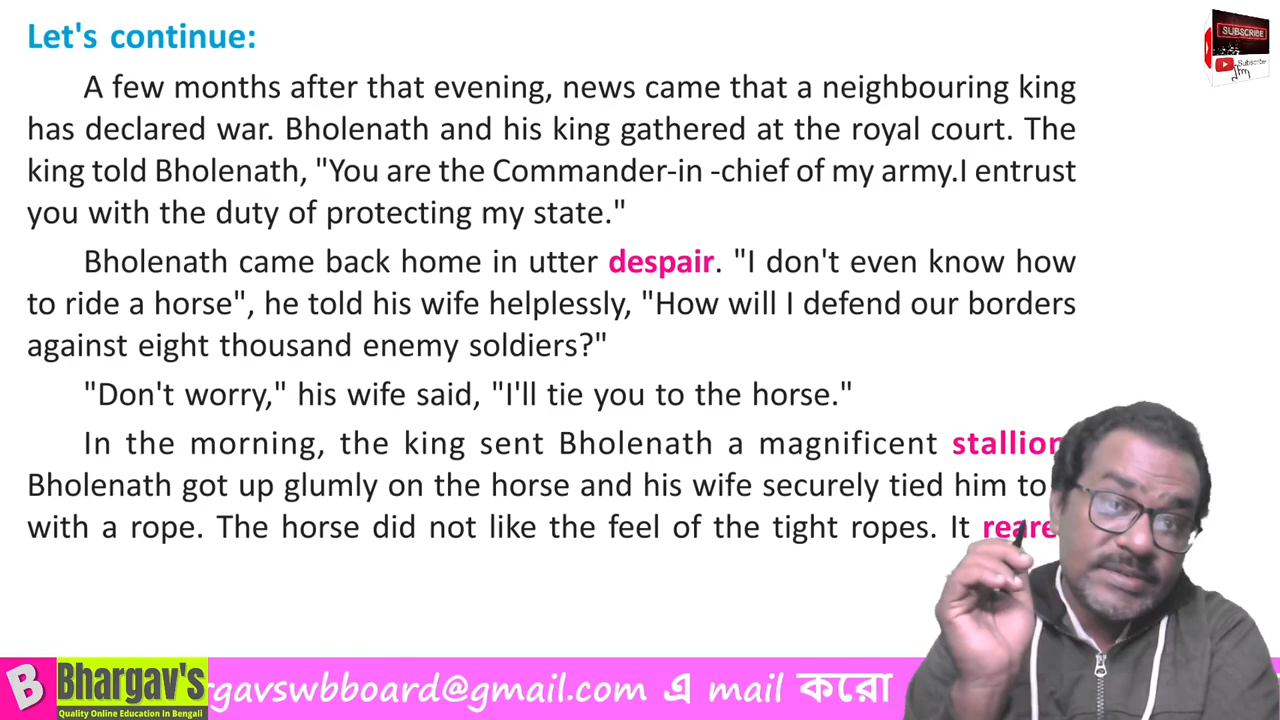 Let's continue:
A few months after that evening, news came that a neighbouring king
has declared war. Bholenath and his king gathered at the royal court. The
king told Bholenath, "You are the Commander-in -chief of my army.I entrust
you with the duty of protecting my state."
Bholenath came back home in utter despair. "I don't even know how
to ride a horse", he told his wife helplessly, "How will I defend our borders
against eight thousand enemy soldiers?"
"Don't worry," his wife said, "I'll tie you to the horse."
In the morning, the king sent Bholenath a magnificent stallion
Bholenath got up glumly on the horse and his wife securely tied him to
with a rope. The horse did not like the feel of the tight ropes. It
SUBSCRIBE
Subscribe
B Bhargav's
Quality Online Education In Bengali
rgavswbboard@gmail.com এ mail করো